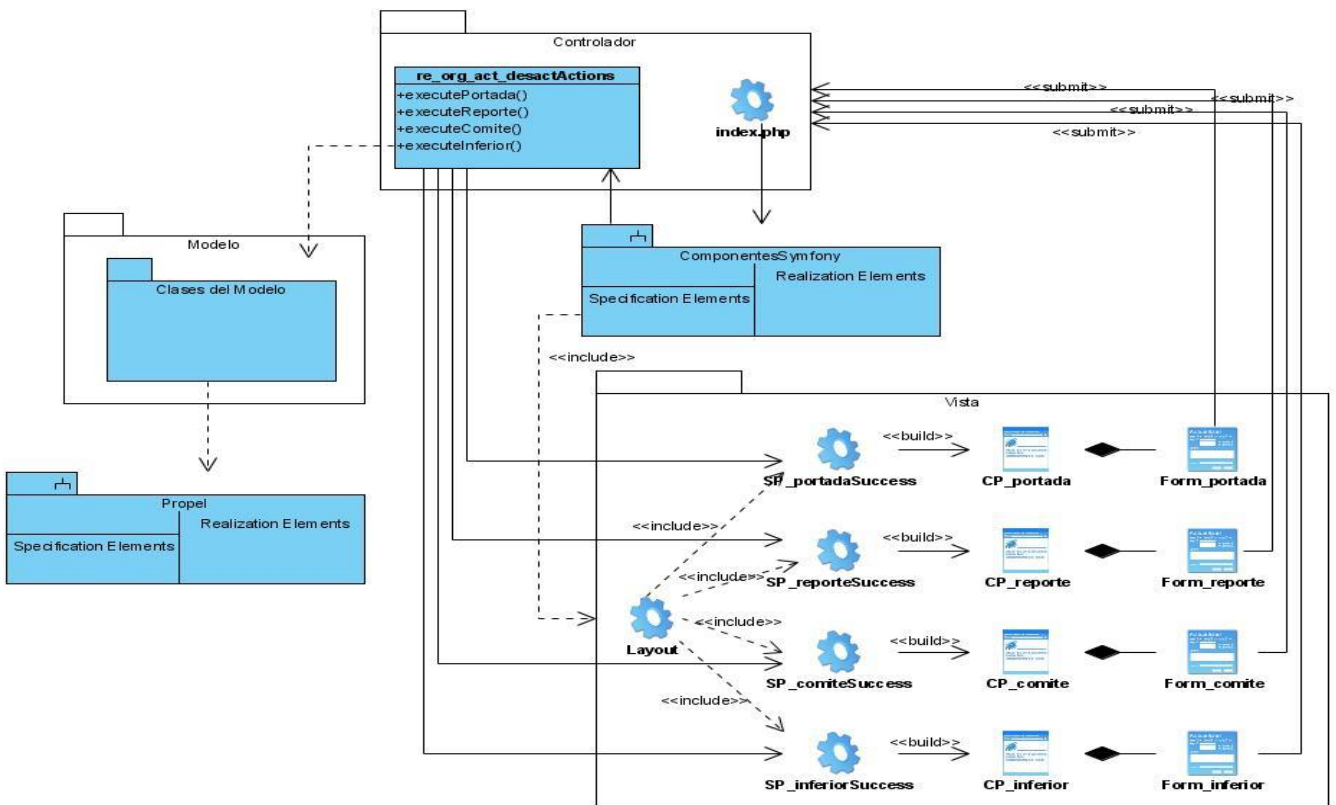 Controlador
re_org_act_desactActions
+executePortada()
+executeReporte()
+executeComite()
+executeInferior()
index.php
<<submit>>
<<submit>>
<<submit>>
<<submit>>
Modelo
Clases del Modelo
ComponentesSymfony
Realization Elements
Specification Elements
<<include>>
Propel
Realization Elements
Specification Elements
Vista
<<build>>
SP_portadaSuccess
CP_portada
Form_portada
<<include>>
<<build>>
SP_reporteSuccess
CP_reporte
Form_reporte
<<include>>
Layout
<<include>>
<<build>>
SP_comiteSuccess
CP_comite
Form_comite
<<include>>
<<build>>
SP_inferiorSuccess
CP_inferior
Form_inferior